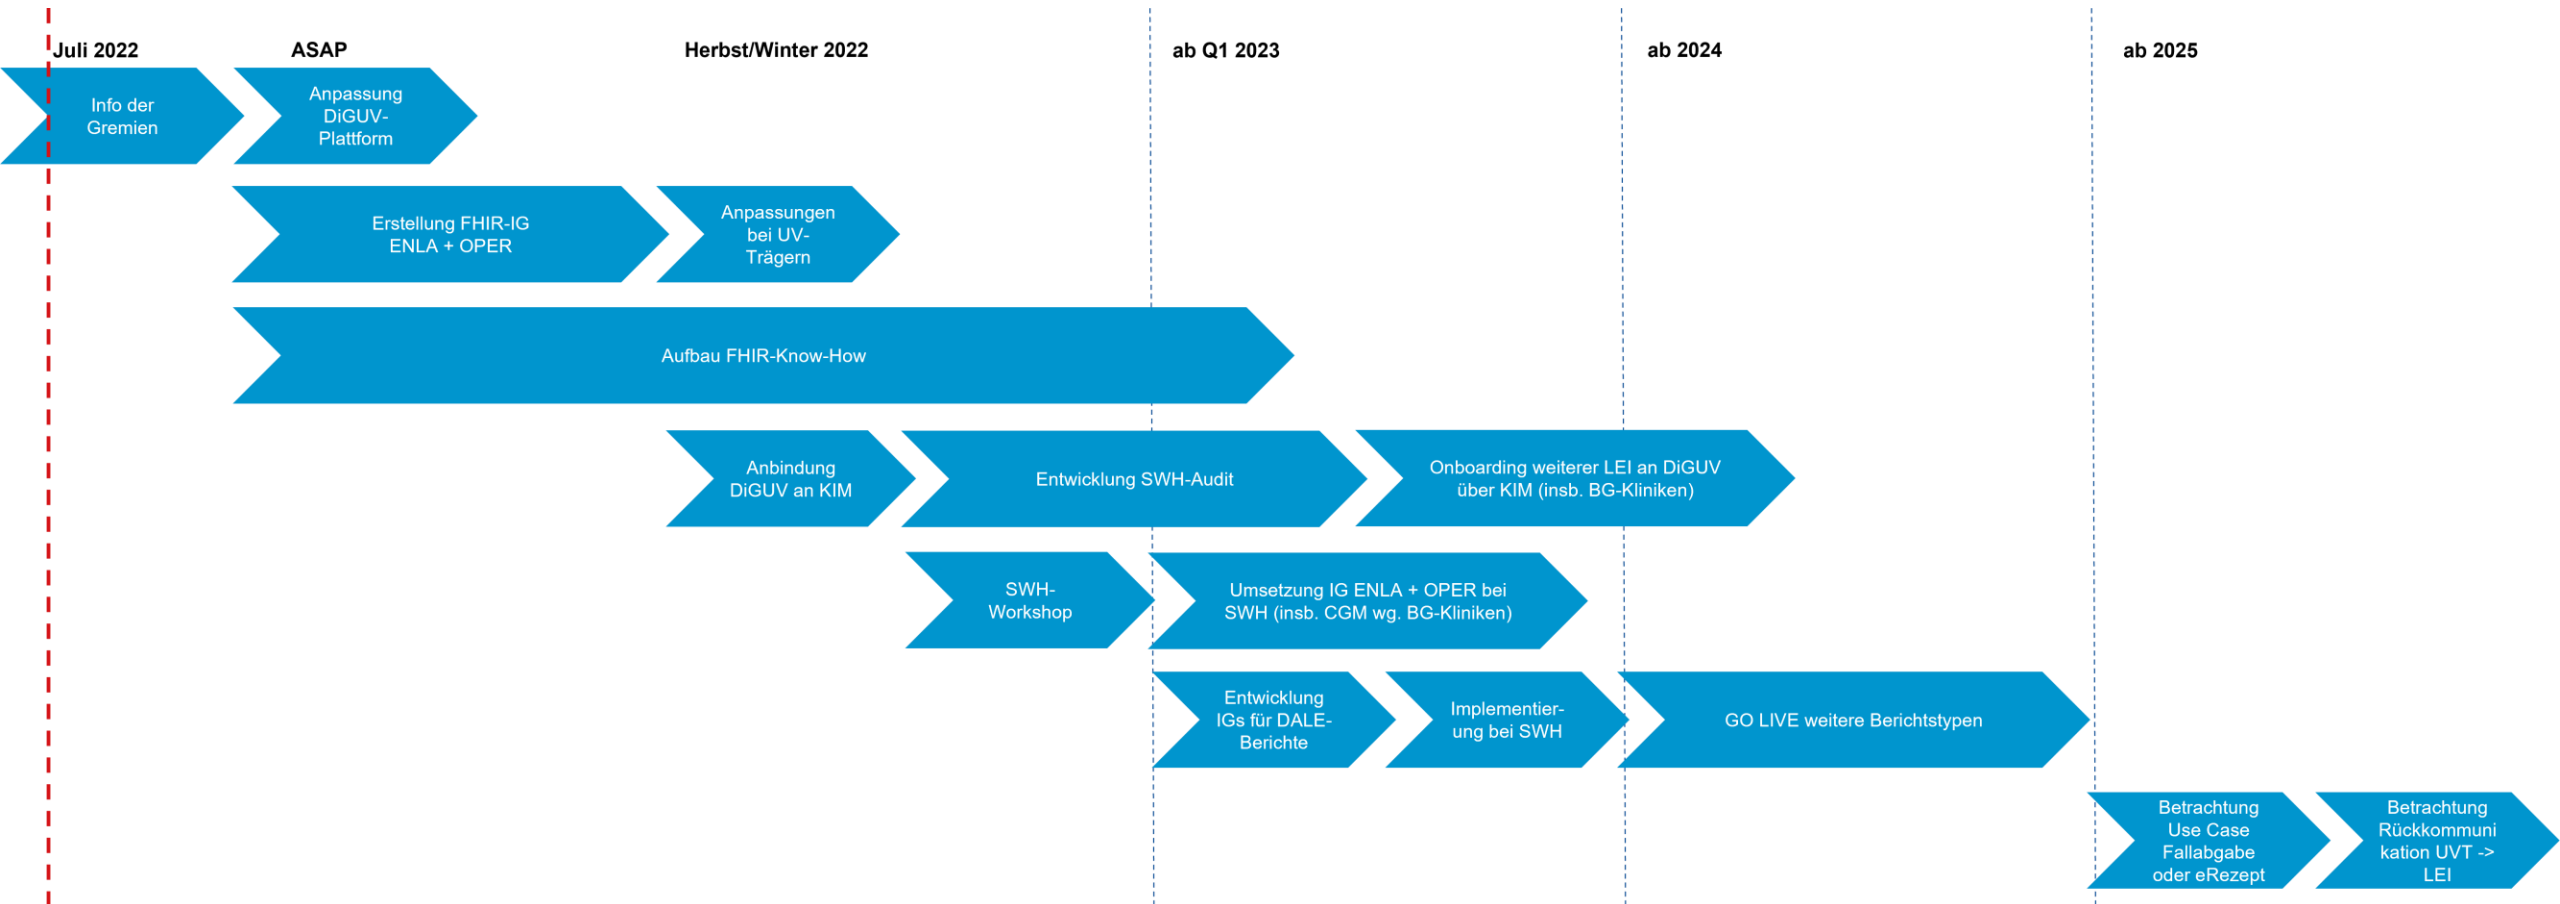 Juli 2022
ASAP
Herbst/Winter 2022
ab Q1 2023
ab 2024
ab 2025
Info der
Gremien
Anpassung
DiGUV-
Plattform
Erstellung FHIR-IG
ENLA + OPER
Anpassungen
bei UV-
Trägern
Aufbau FHIR-Know-How
Anbindung
DiGUV an KIM
Entwicklung SWH-Audit
Onboarding weiterer LEI an DiGUV
über KIM (insb. BG-Kliniken)
SWH-
Workshop
Umsetzung IG ENLA + OPER bei
SWH (insb. CGM wg. BG-Kliniken)
Entwicklung
IGs für DALE-
Berichte
Implementier-
ung bei SWH
GO LIVE weitere Berichtstypen
Betrachtung
Use Case
Fallabgabe
oder eRezept
Betrachtung
Rückkommuni
kation UVT ->
LEI